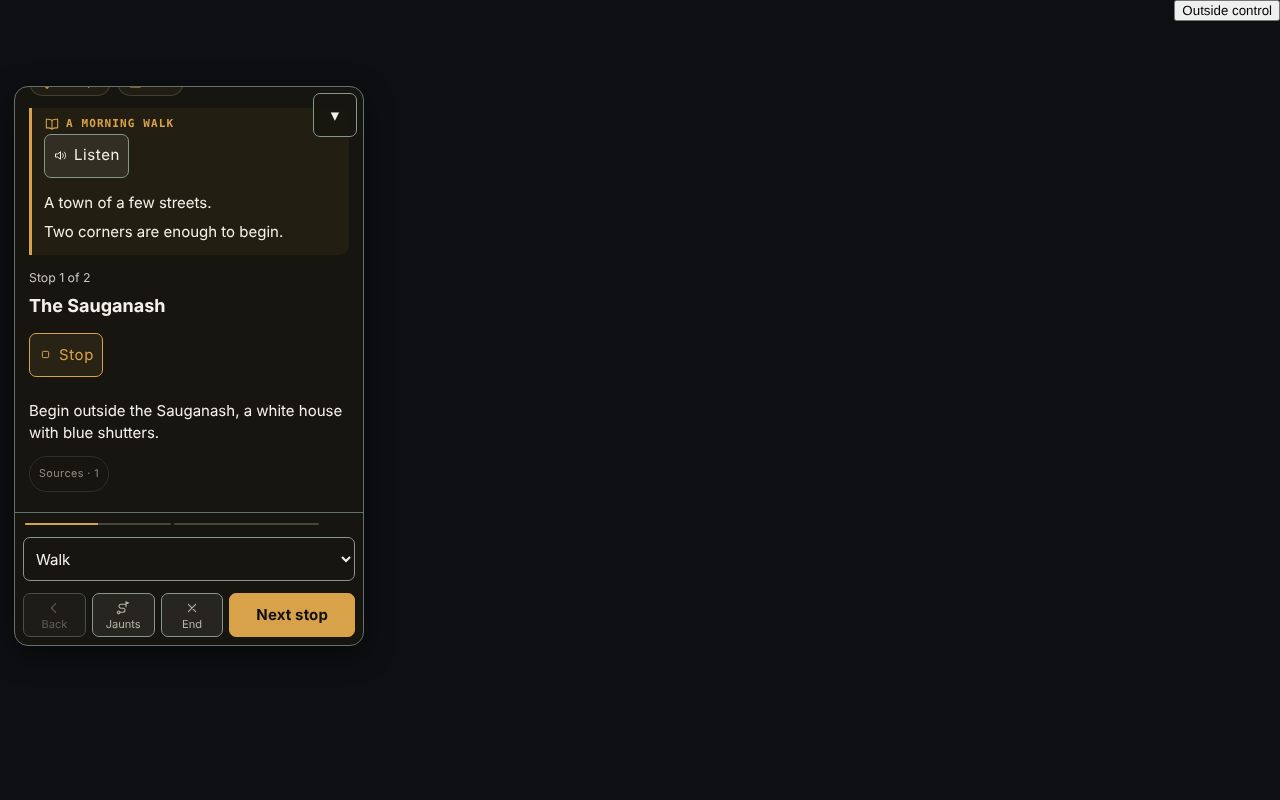 Outside control
▼
A MORNING WALK
Listen
A town of a few streets.
Two corners are enough to begin.
Stop 1 of 2
The Sauganash
Stop
Begin outside the Sauganash, a white house
with blue shutters.
Sources · 1
Walk
Back
Jaunts
End
Next stop